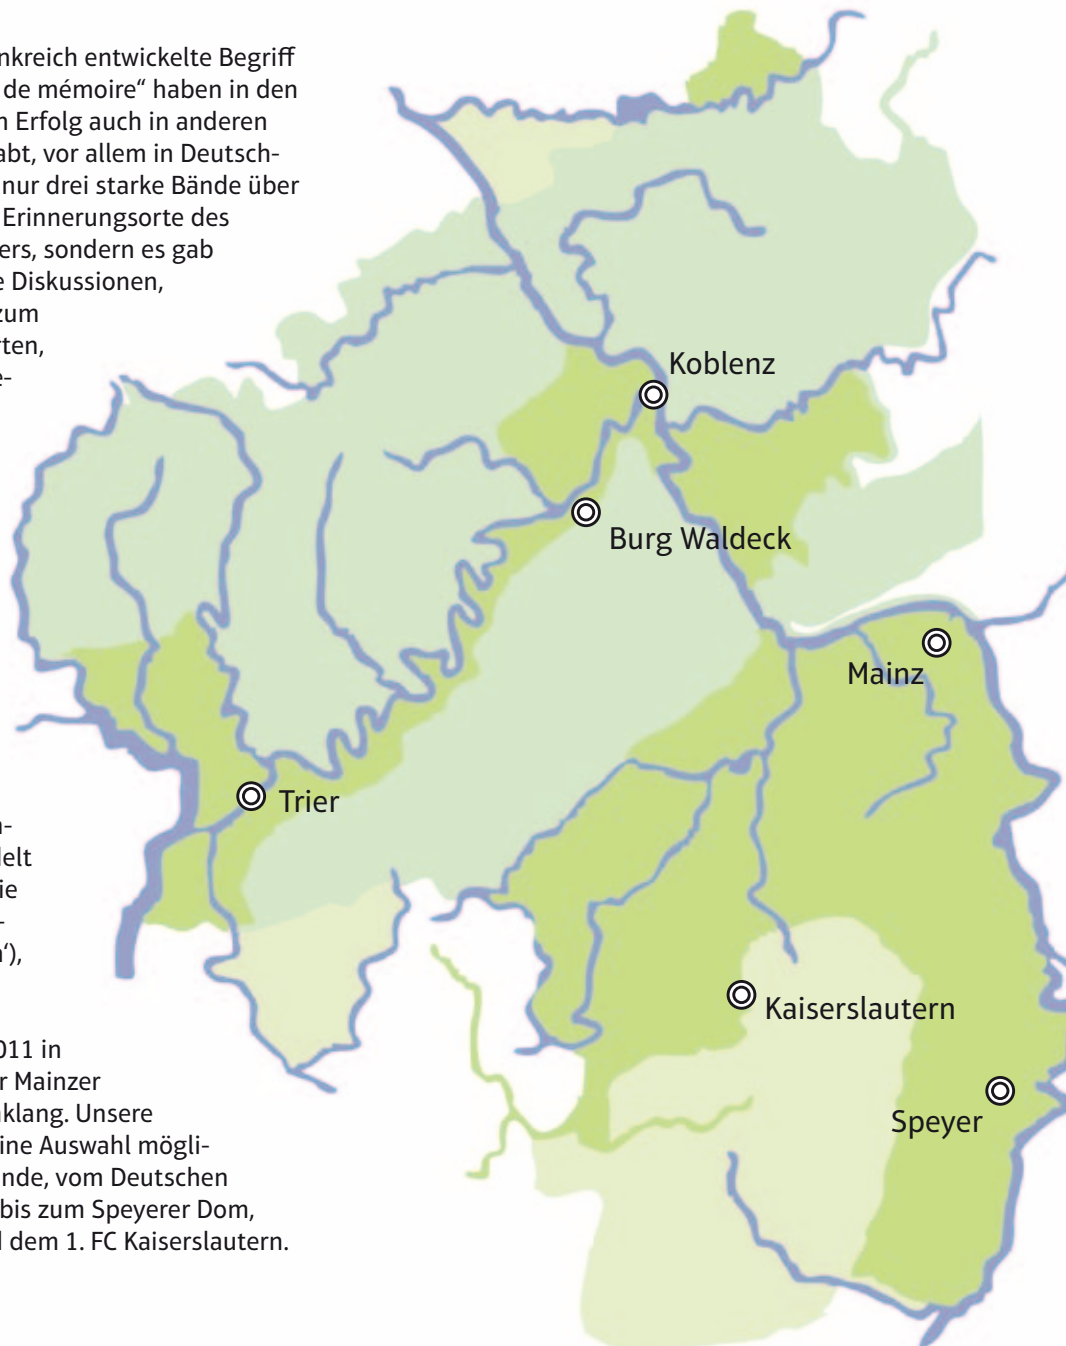 nkreich entwickelte Begriff
de mémoire“ haben in den
n Erfolg auch in anderen
abt, vor allem in Deutsch-
nur drei starke Bände über
Erinnerungsorte des
ers, sondern es gab
e Diskussionen,
zum
rten,
e-
delt
ie
n‘),
011 in
r Mainzer
klang. Unsere
ine Auswahl mögli-
nde, vom Deutschen
bis zum Speyerer Dom,
d dem 1. FC Kaiserslautern.
Koblenz
Burg Waldeck
Mainz
Trier
Kaiserslautern
Speyer